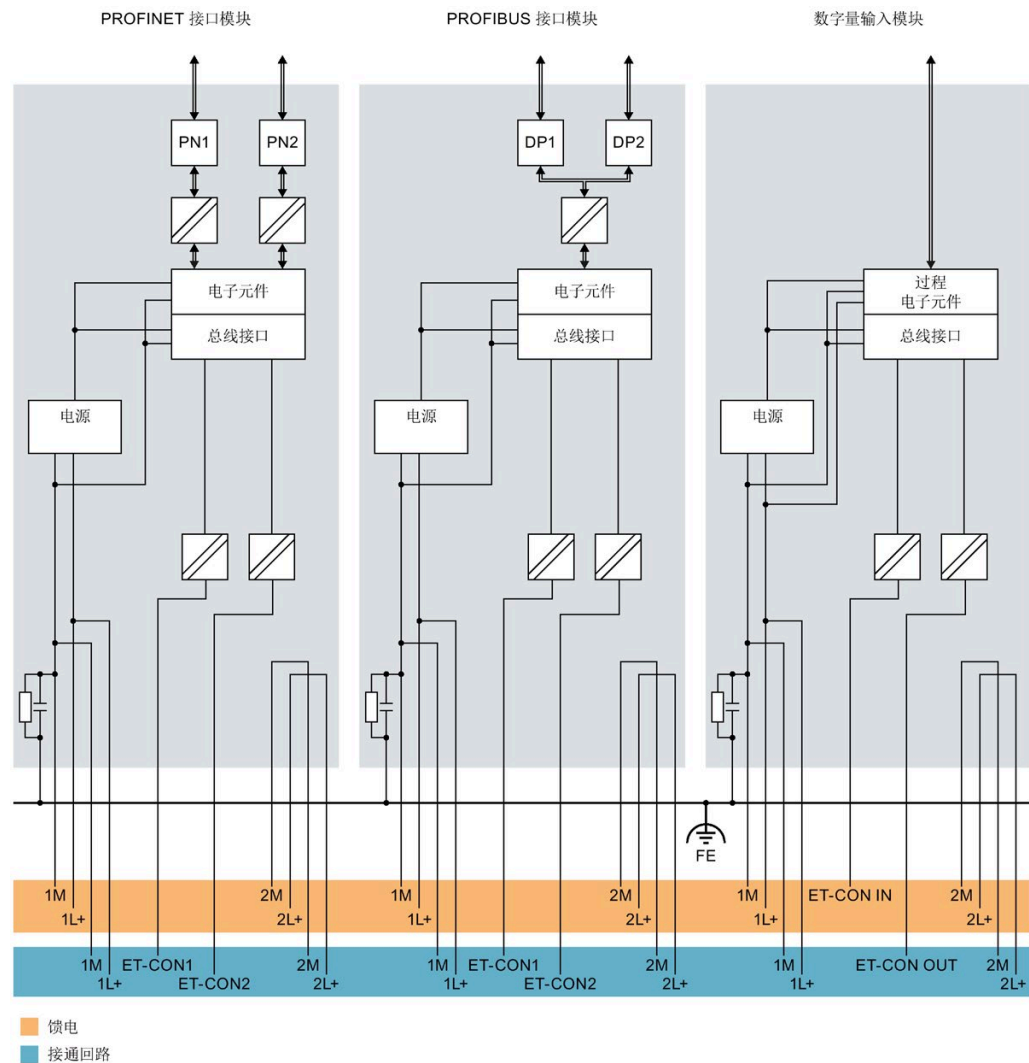 PROFINET 接口模块
PROFIBUS 接口模块
数字量输入模块
PN1
PN2
DP1
DP2
电子元件
总线接口
电子元件
总线接口
过程
电子元件
总线接口
电源
电源
电源
FE
1M
1L+
2M
2L+
1M
1L+
2M
2L+
1M
1L+
ET-CON IN
2M
2L+
1M
1L+
ET-CON1
ET-CON2
2M
2L+
1M
1L+
ET-CON1
ET-CON2
2M
2L+
1M
1L+
ET-CON OUT
2M
2L+
馈电
接通回路